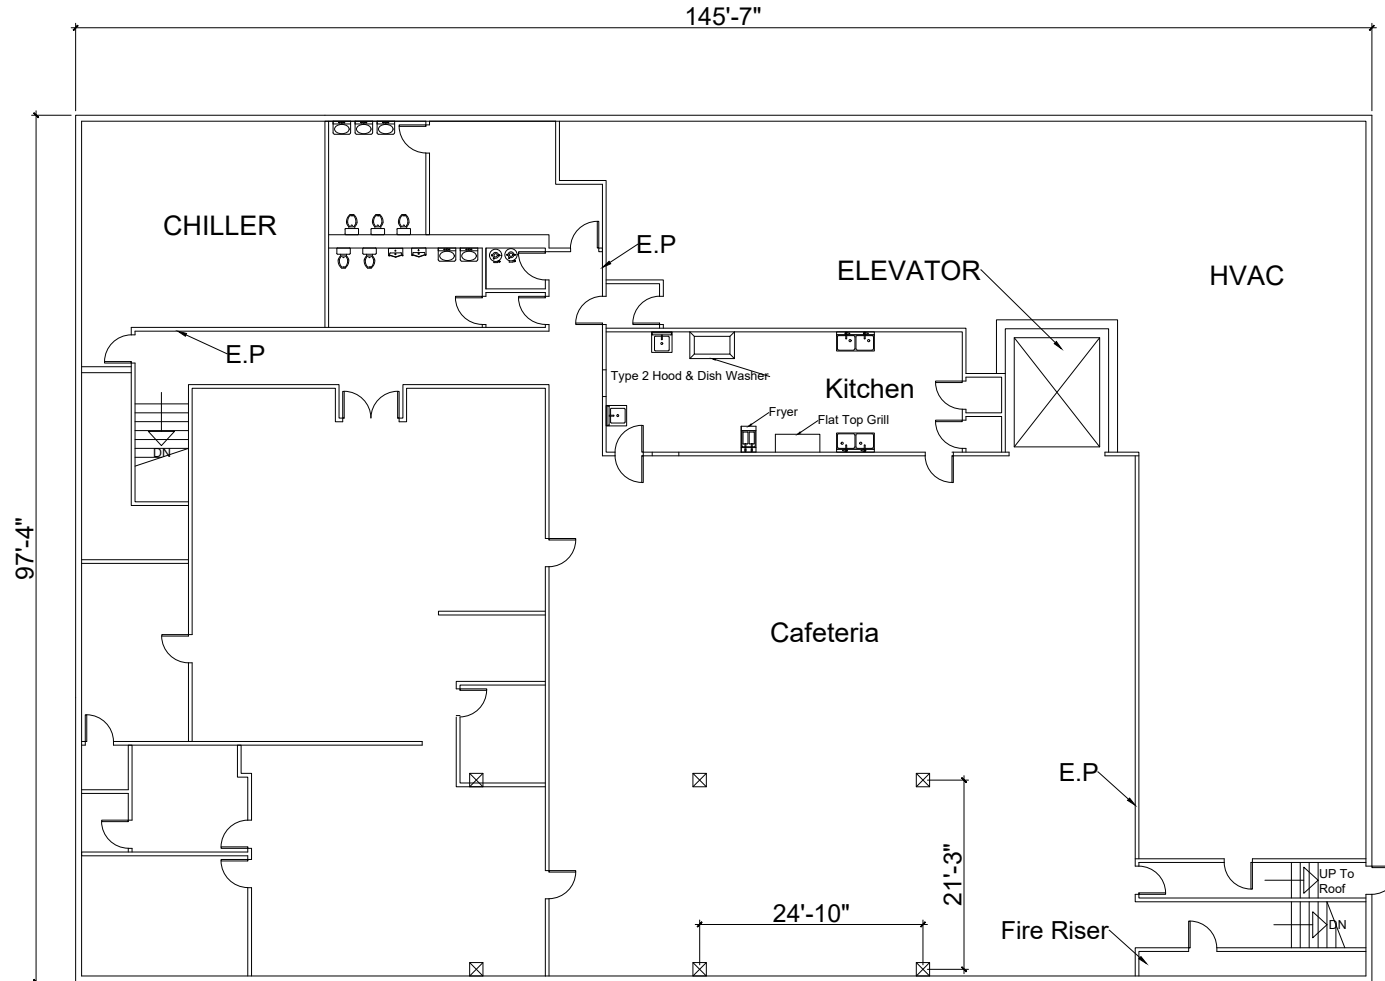 145'-7"
CHILLER
E.P
ELEVATOR
HVAC
E.P
Type 2 Hood & Dish Washer
Kitchen
Fryer
Flat Top Grill
DN
97'-4"
Cafeteria
E.P
21'-3"
UP To
Roof
24'-10"
Fire Riser
DN